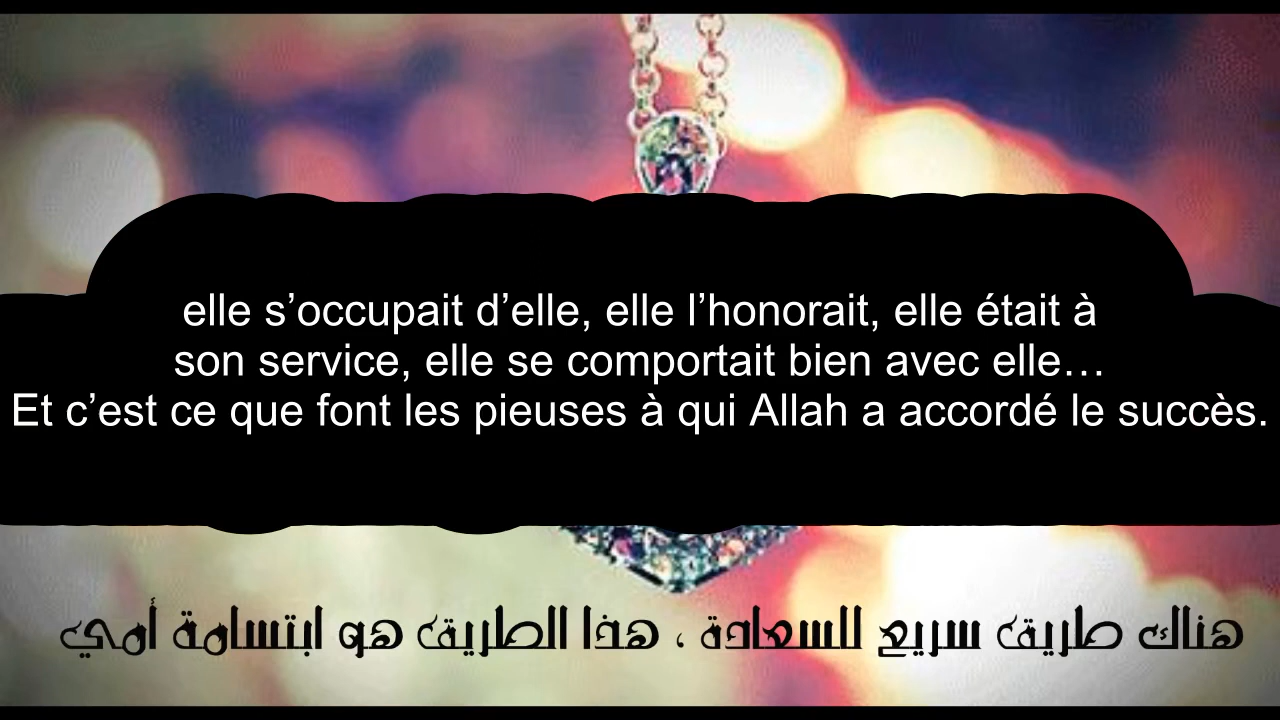 elle s’occupait d’elle, elle l’honorait, elle était à
son service, elle se comportait bien avec elle…
Et c’est ce que font les pieuses à qui Allah a accordé le succès.
هناك طريق سريع للسعادة ، هذا الطريق هو ابتسامة أمي